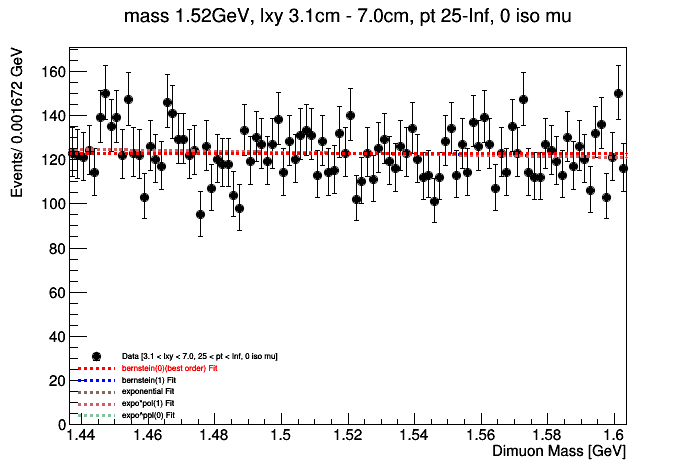 mass 1.52GeV, lxy 3.1cm - 7.0cm, pt 25-Inf, 0 iso mu
Events/ 0.001672 GeV
160
140
120
100
80
60
40
20
0
Data [3.1 < lxy < 7.0, 25 < pt < Inf, 0 iso mu]
bernstein(0)(best order) Fit
bernstein(1) Fit
exponential Fit
expo*pol(1) Fit
expo^ppl(0) Fit
1.44 1.46 1.48 1.5 1.52 1.54 1.56 1.58 1.6
Dimuon Mass [GeV]